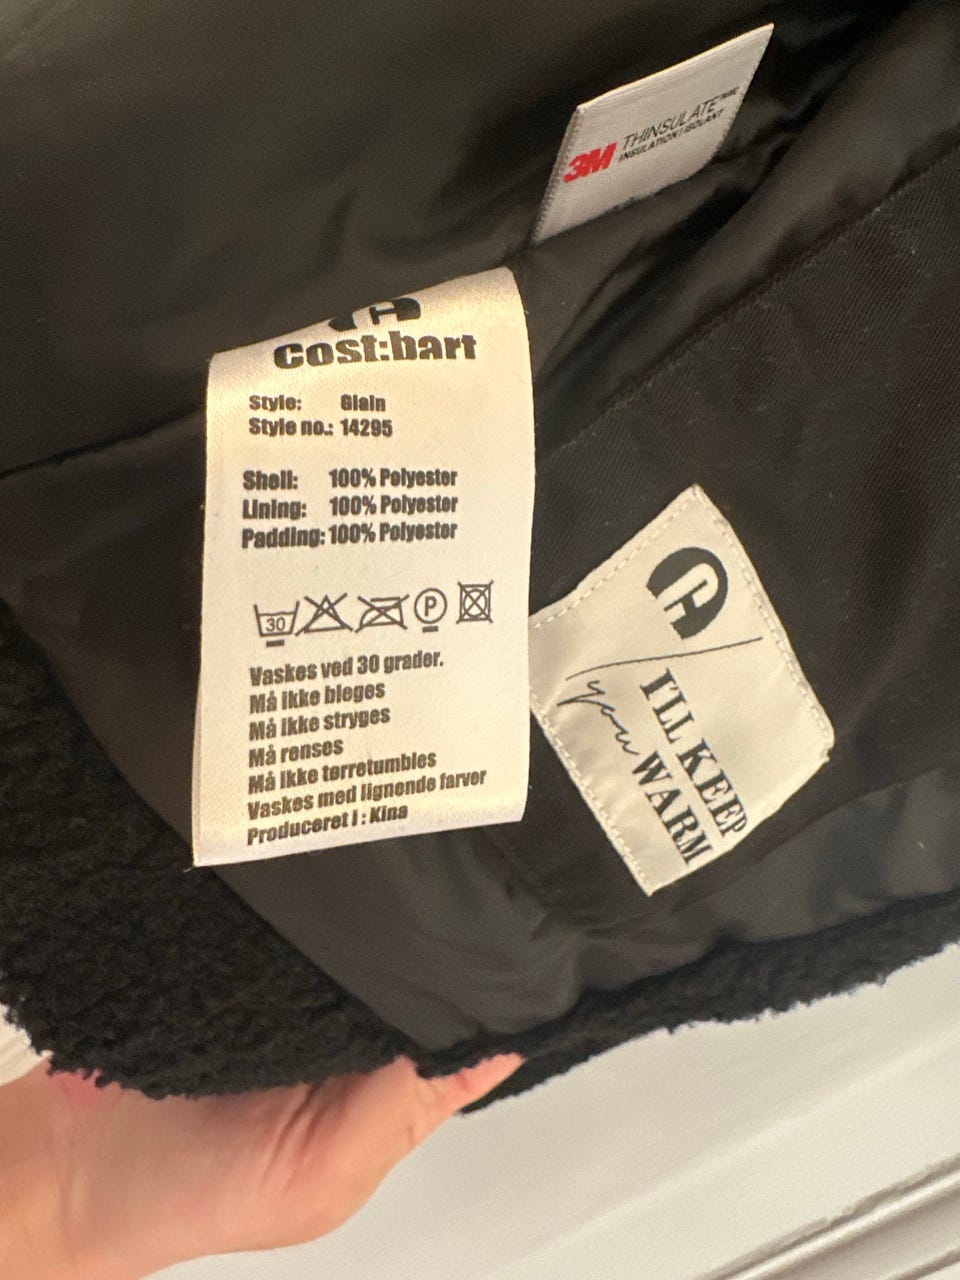 3M THINSULATE™
INSULATION | ISOLANT
cost:bart
Style: Glain
Style no.: 14295
Shell: 100% Polyester
Lining: 100% Polyester
Padding: 100% Polyester
30
P
Vaskes ved 30 grader.
Må ikke bleges
Må ikke stryges
Må renses
Må ikke tørretumbles
Vaskes med lignende farver
Produceret i : Kina
I'LL KEEP
you WARM